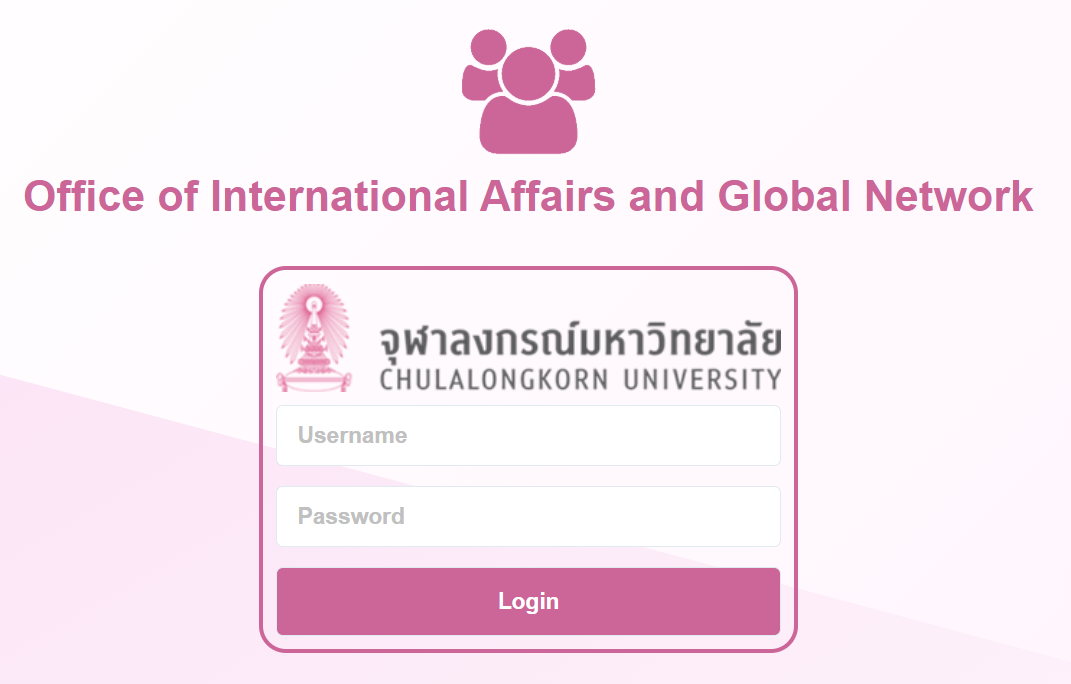 Office of International Affairs and Global Network
จุฬาลงกรณ์มหาวิทยาลัย
CHULALONGKORN UNIVERSITY
Username
Password
Login